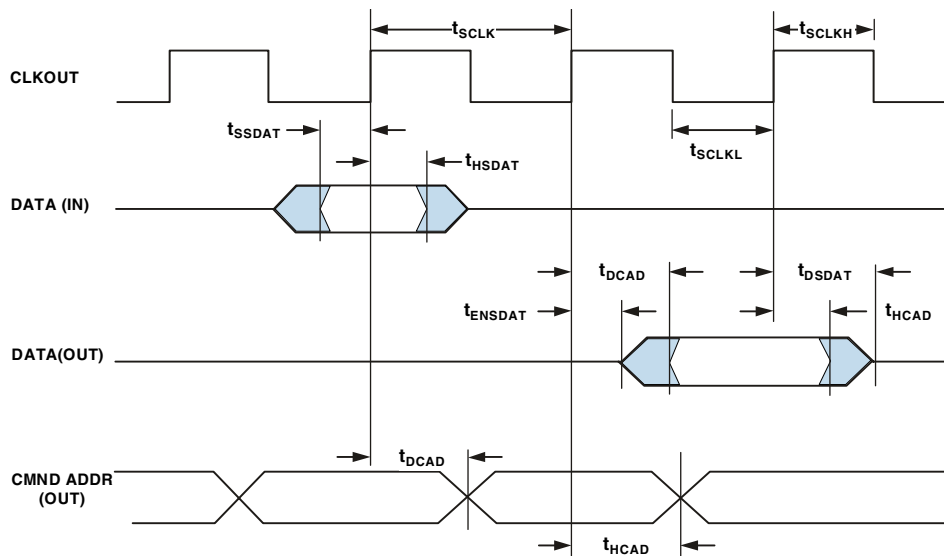 tSCLK
tSCLKH
CLKOUT
tSSDAT
tSCLKL
tHSDAT
DATA (IN)
tDCAD
tDSDAT
tENSDAT
tHCAD
DATA(OUT)
tDCAD
CMND ADDR
(OUT)
tHCAD